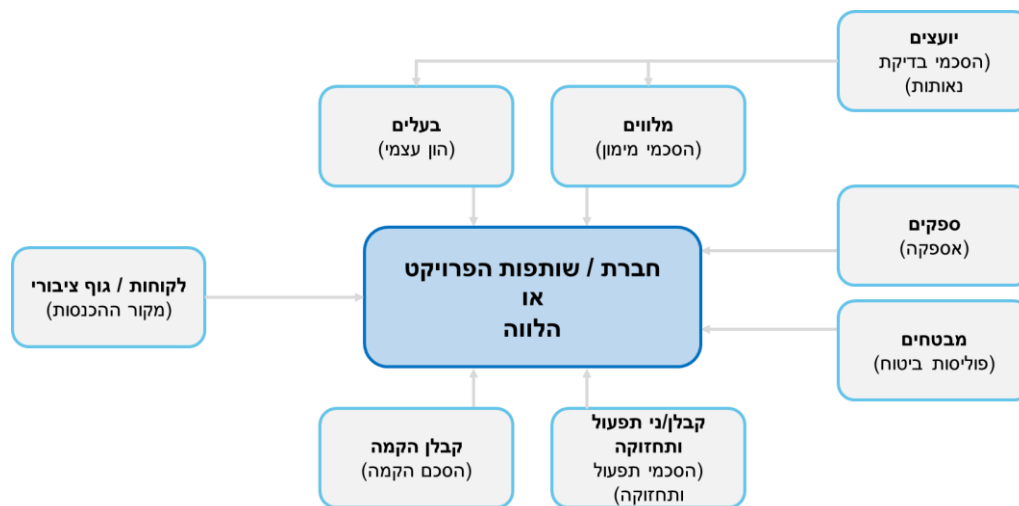 יועצים
(הסכמי בדיקת
נאותות)
מלווים
(הסכמי מימון)
בעלים
(הון עצמי)
ספקים
(אספקה)
חברת / שותפות הפרויקט
או
הלווה
לקוחות / גוף ציבורי
(מקור ההכנסות)
מבטחים
(פוליסות ביטוח)
קבלן/ני תפעול
ותחזוקה
(הסכמי תפעול
ותחזוקה)
קבלן הקמה
(הסכם הקמה)